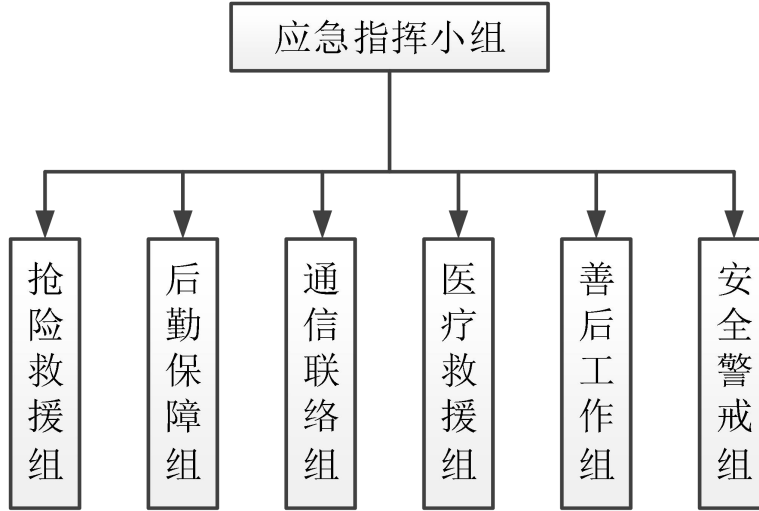 应急指挥小组
抢险救援组
后勤保障组
通信联络组
医疗救援组
善后工作组
安全警戒组